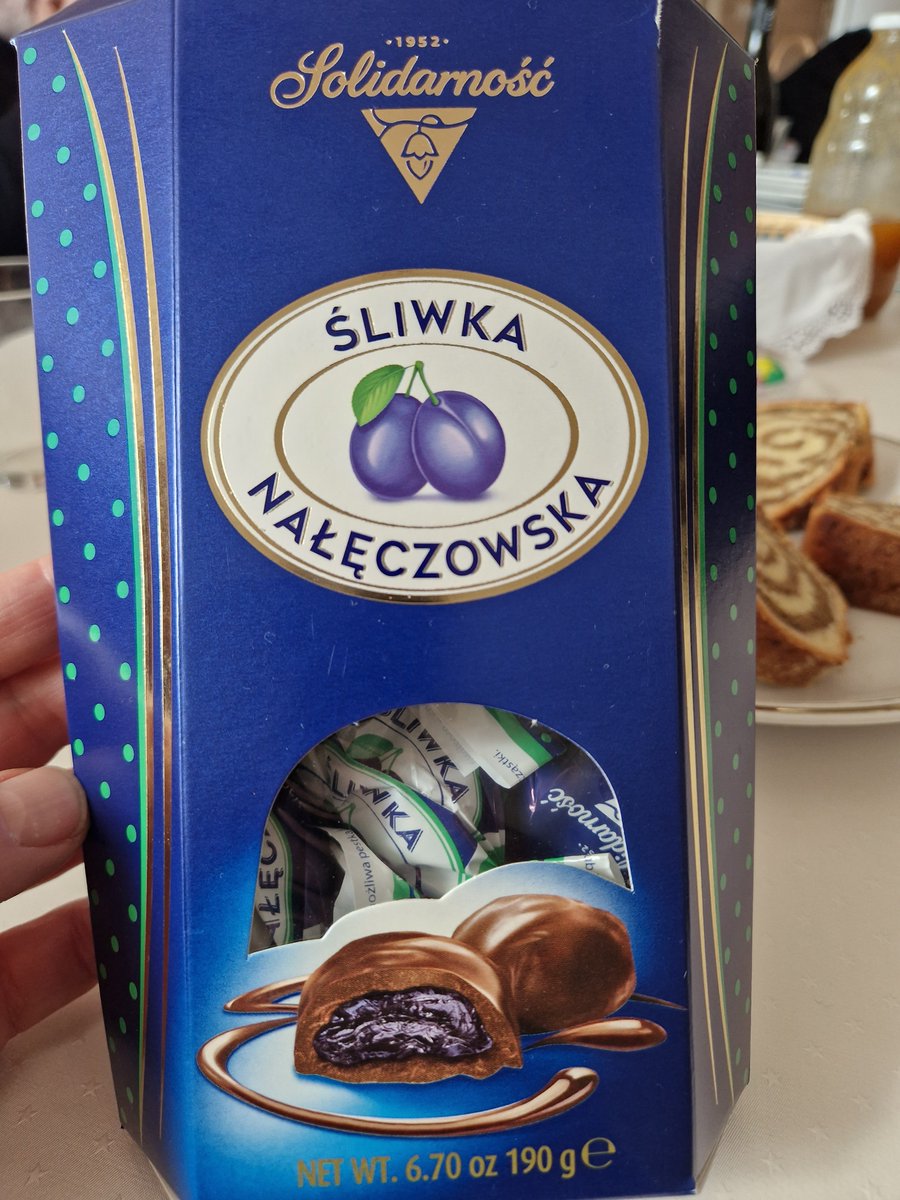 ·1952·
Solidarność
ŚLIWKA
NAŁĘCZOWSKA
ŚLIWKA
ŚLIWKA
NET WT. 6.70 oz 190 g ℮